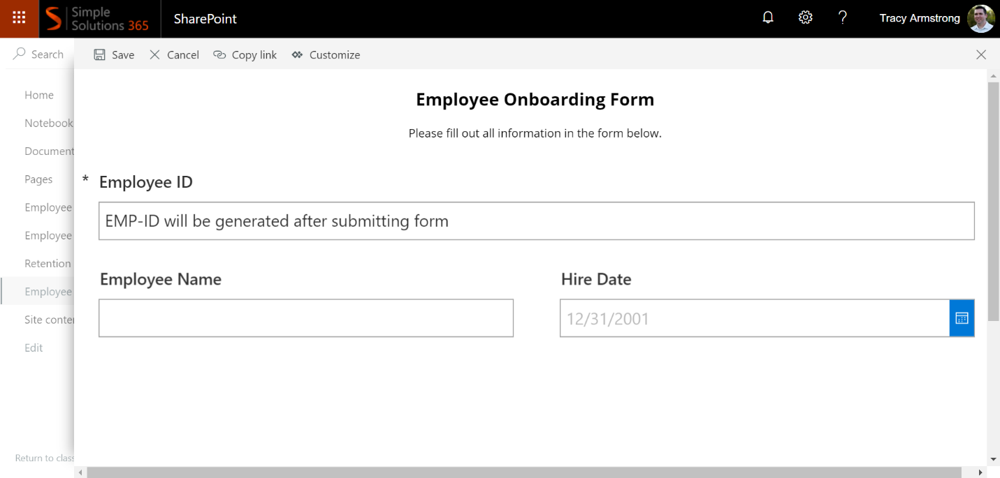 Simple
Solutions 365
SharePoint
Tracy Armstrong
Search
Save
Cancel
Copy link
Customize
Home
Notebook
Document
Pages
Employee
Employee
Retention
Employee
Site conte
Edit
Return to class
Employee Onboarding Form
Please fill out all information in the form below.
* Employee ID
EMP-ID will be generated after submitting form
Employee Name
Hire Date
12/31/2001